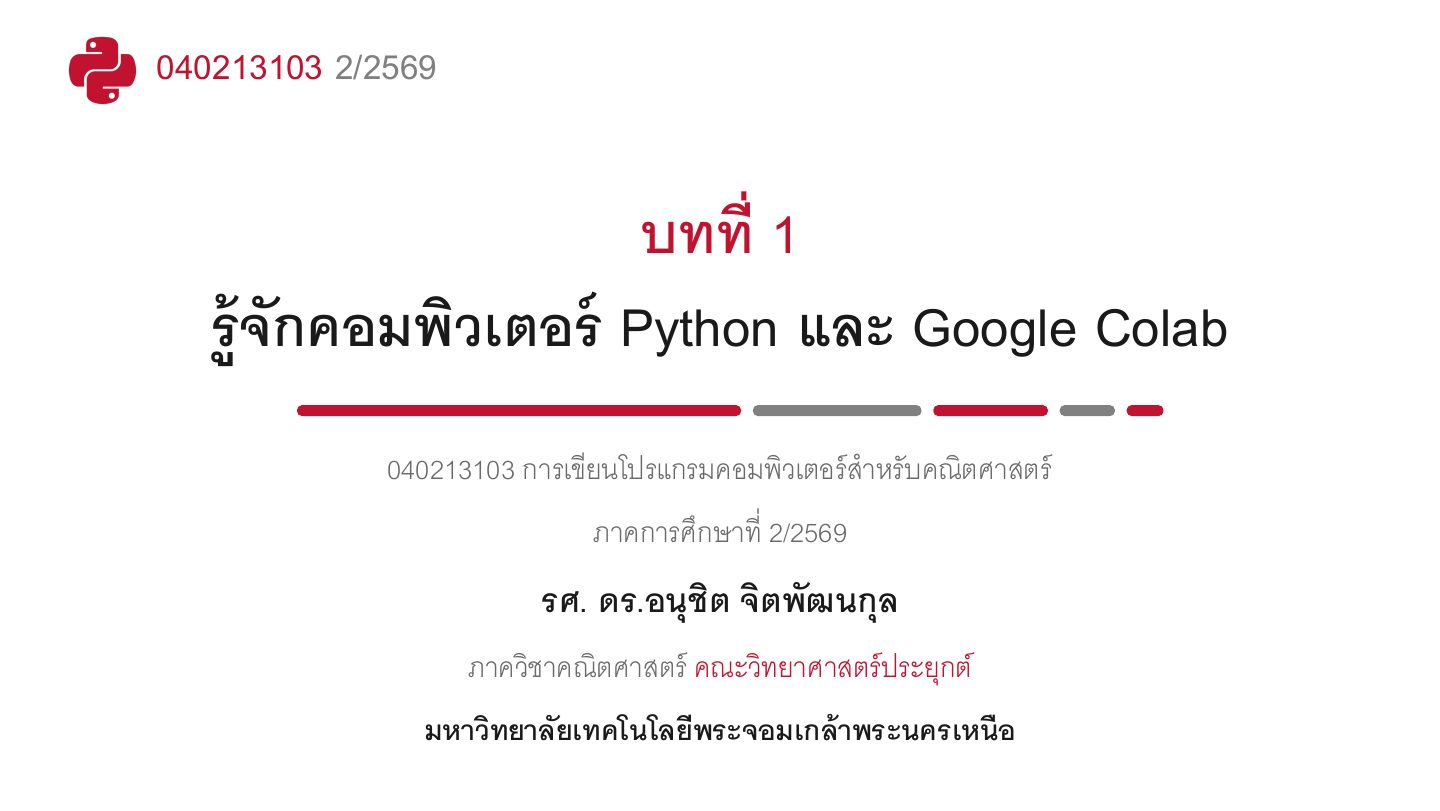 040213103 2/2569
บทที่ 1
รู้จักคอมพิวเตอร์ Python และ Google Colab
040213103 การเขียนโปรแกรมคอมพิวเตอร์สำหรับคณิตศาสตร์
ภาคการศึกษาที่ 2/2569
รศ. ดร.อนุชิต จิตพัฒนกุล
ภาควิชาคณิตศาสตร์ คณะวิทยาศาสตร์ประยุกต์
มหาวิทยาลัยเทคโนโลยีพระจอมเกล้าพระนครเหนือ